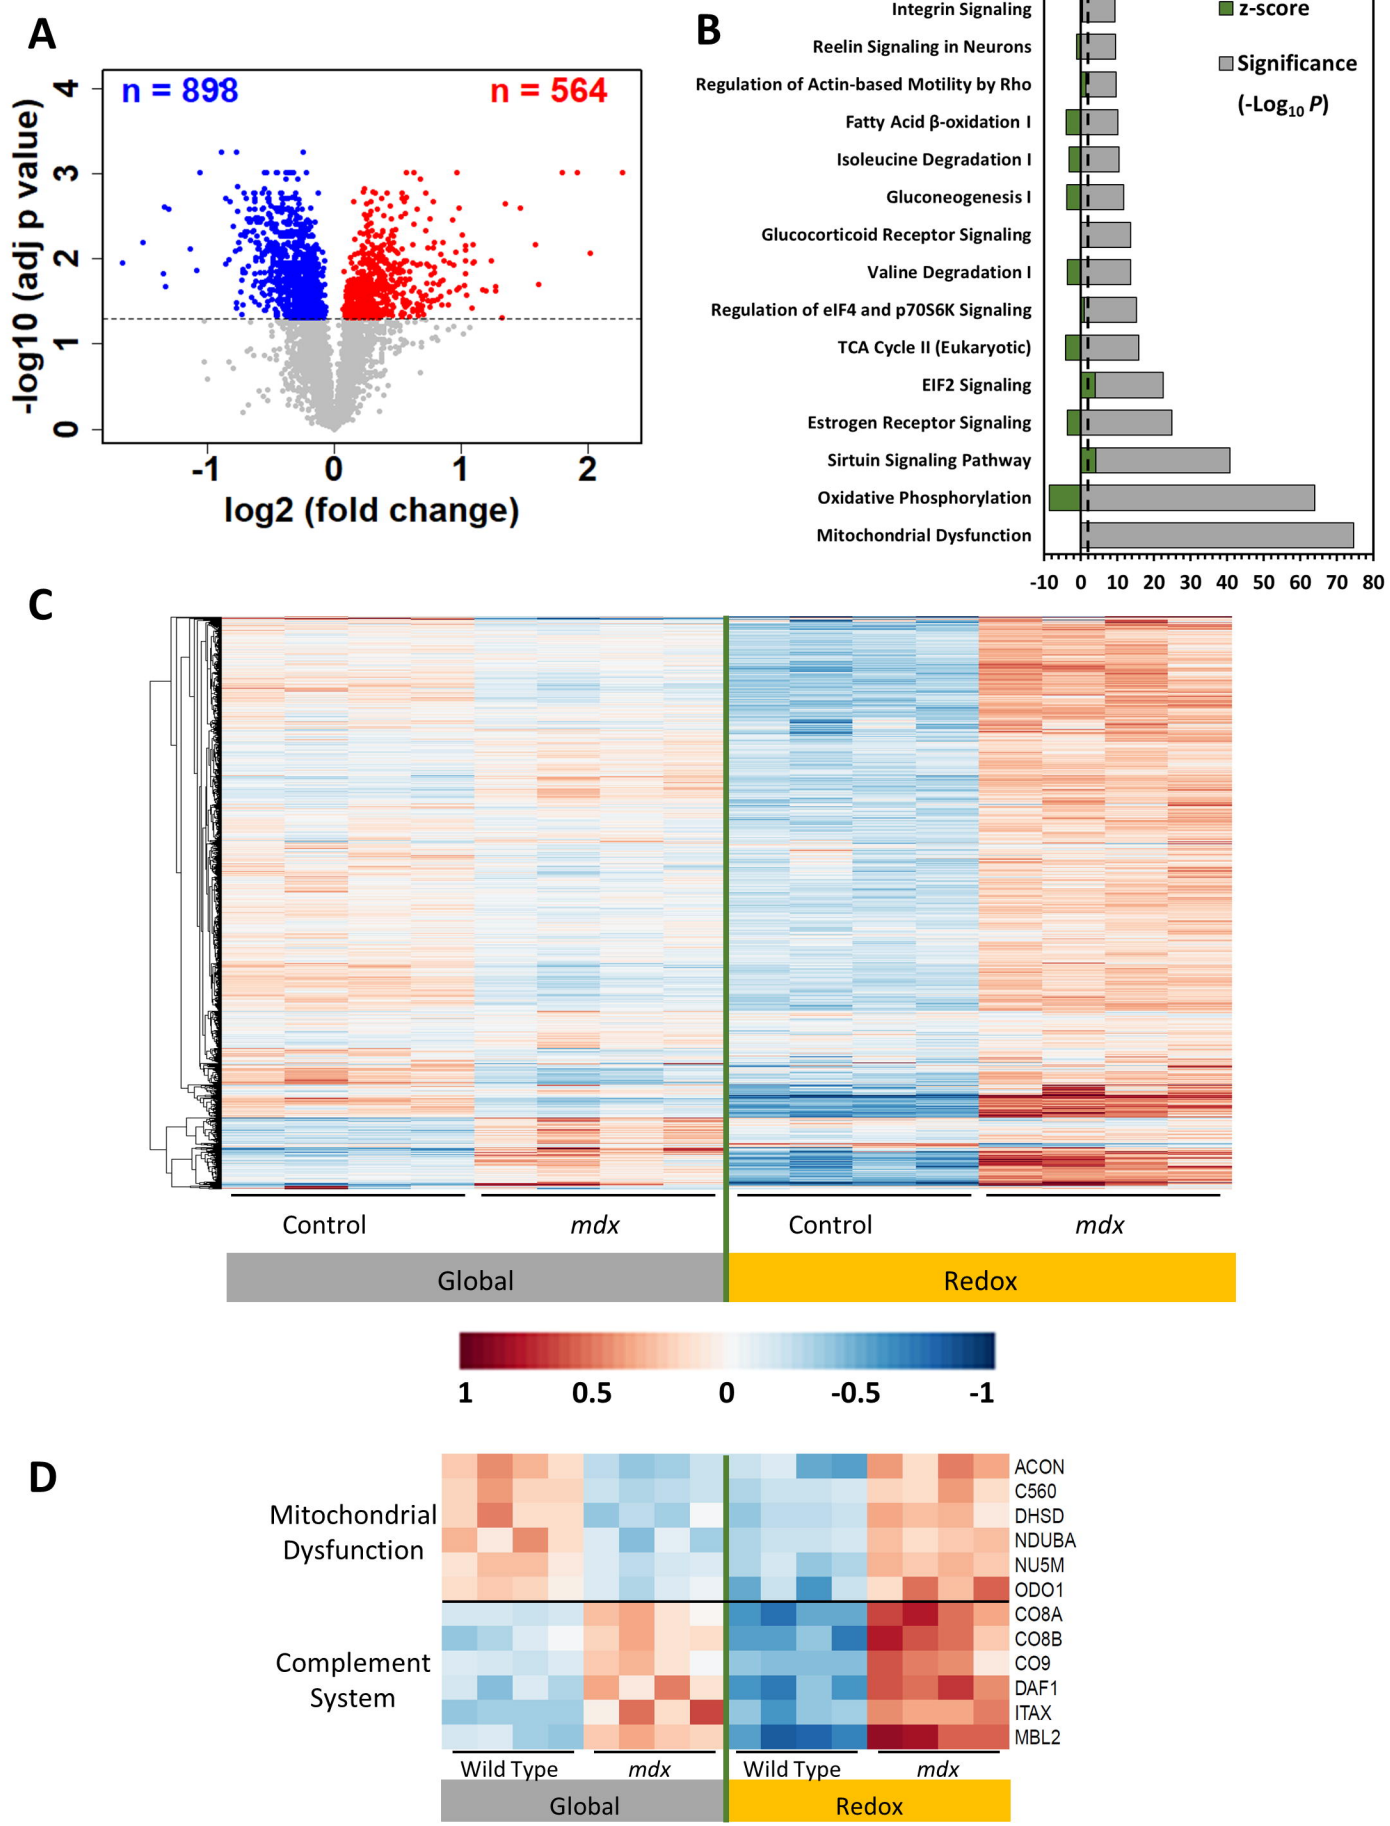 A
n = 898
n = 564
-log10 (adj p value)
4
3
2
1
0
-1
0
1
2
log2 (fold change)
B
Integrin Signaling
Reelin Signaling in Neurons
Regulation of Actin-based Motility by Rho
Fatty Acid β-oxidation I
Isoleucine Degradation I
Gluconeogenesis I
Glucocorticoid Receptor Signaling
Valine Degradation I
Regulation of eIF4 and p70S6K Signaling
TCA Cycle II (Eukaryotic)
EIF2 Signaling
Estrogen Receptor Signaling
Sirtuin Signaling Pathway
Oxidative Phosphorylation
Mitochondrial Dysfunction
z-score
Significance
(-Log10 P)
-10 0 10 20 30 40 50 60 70 80
C
Control
mdx
Control
mdx
Global
Redox
1 0.5 0 -0.5 -1
D
Mitochondrial
Dysfunction
Complement
System
ACON
C560
DHSD
NDUBA
NU5M
ODO1
CO8A
CO8B
CO9
DAF1
ITAX
MBL2
Wild Type
mdx
Wild Type
mdx
Global
Redox